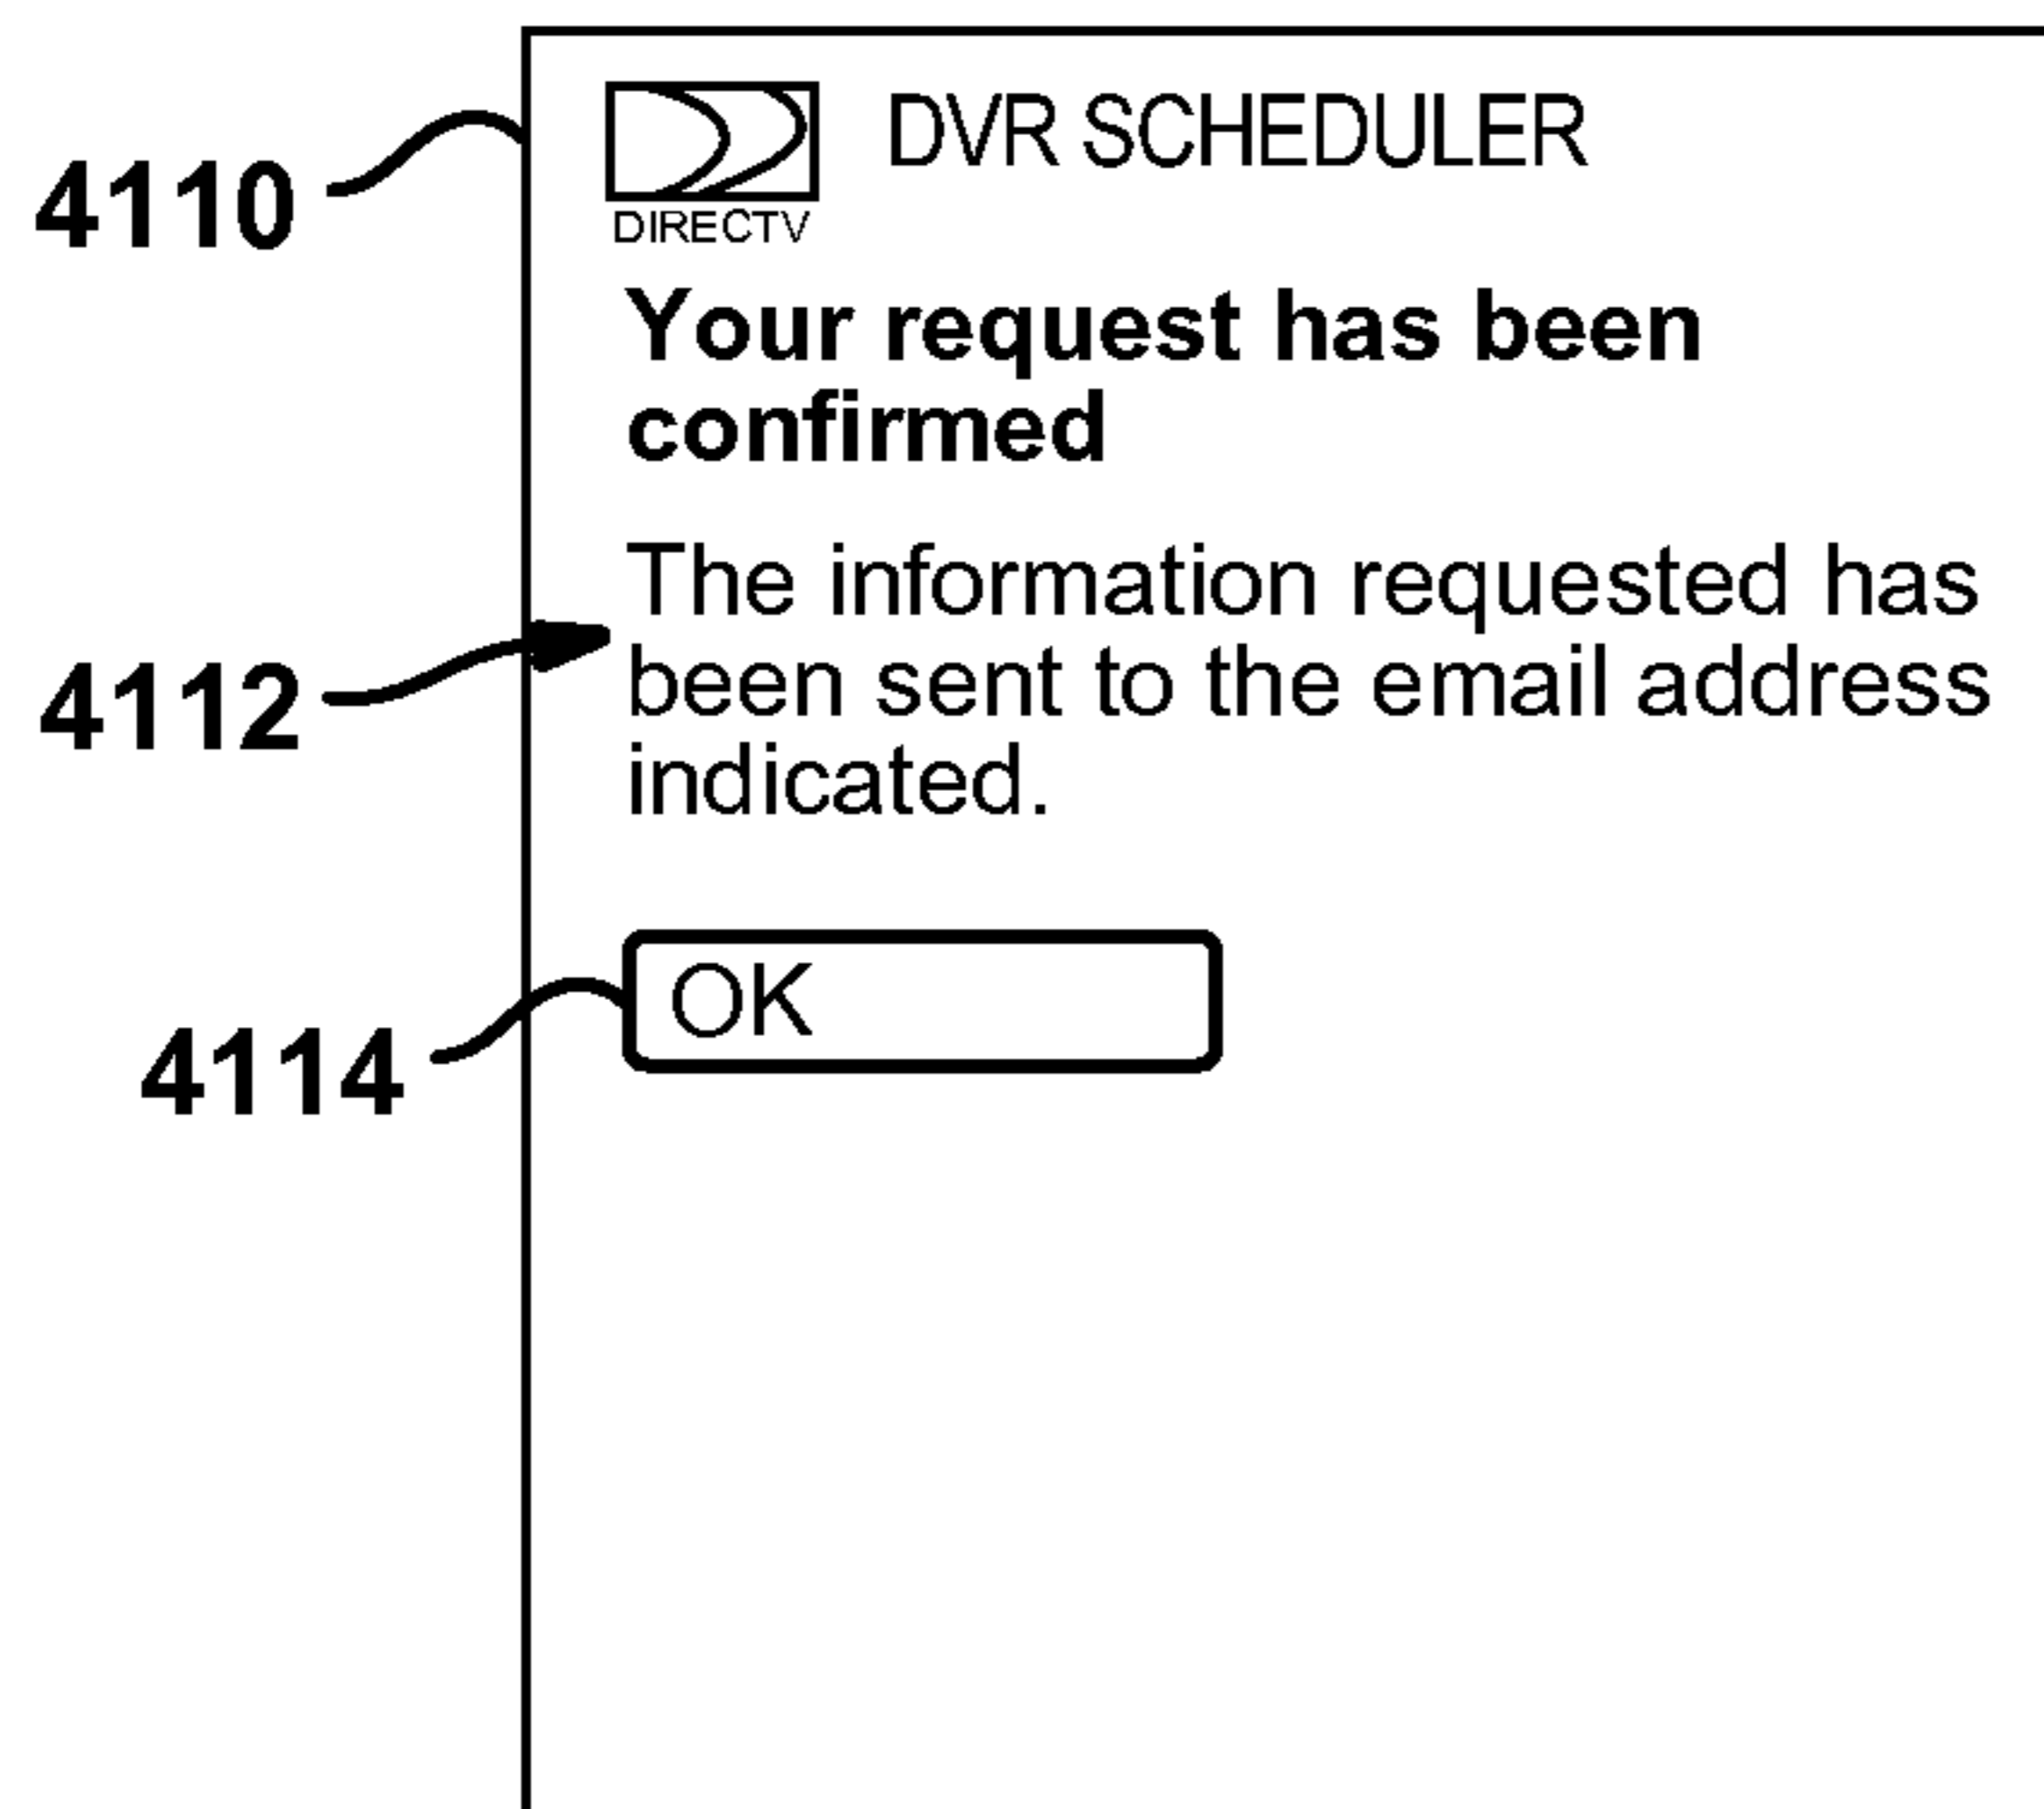 DVR SCHEDULER
4110
DIRECTV
Your request has been
confirmed
The information requested has
been sent to the email address
4112
indicated.
OK
4114